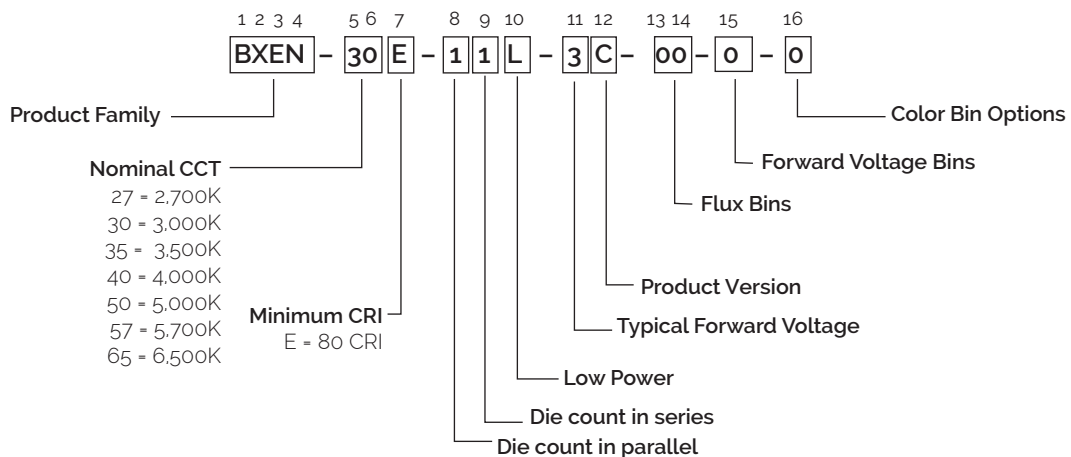 1 2 3 4 5 6 7 8 9 10 11 12 13 14 15 16
BXEN - 30 E - 1 1 L - 3 C - 00 - 0 - 0
Product Family
Color Bin Options
Nominal CCT
27 = 2,700K
30 = 3,000K
35 = 3,500K
40 = 4,000K
50 = 5,000K
57 = 5,700K
65 = 6,500K
Forward Voltage Bins
Flux Bins
Minimum CRI
E = 80 CRI
Product Version
Typical Forward Voltage
Low Power
Die count in series
Die count in parallel